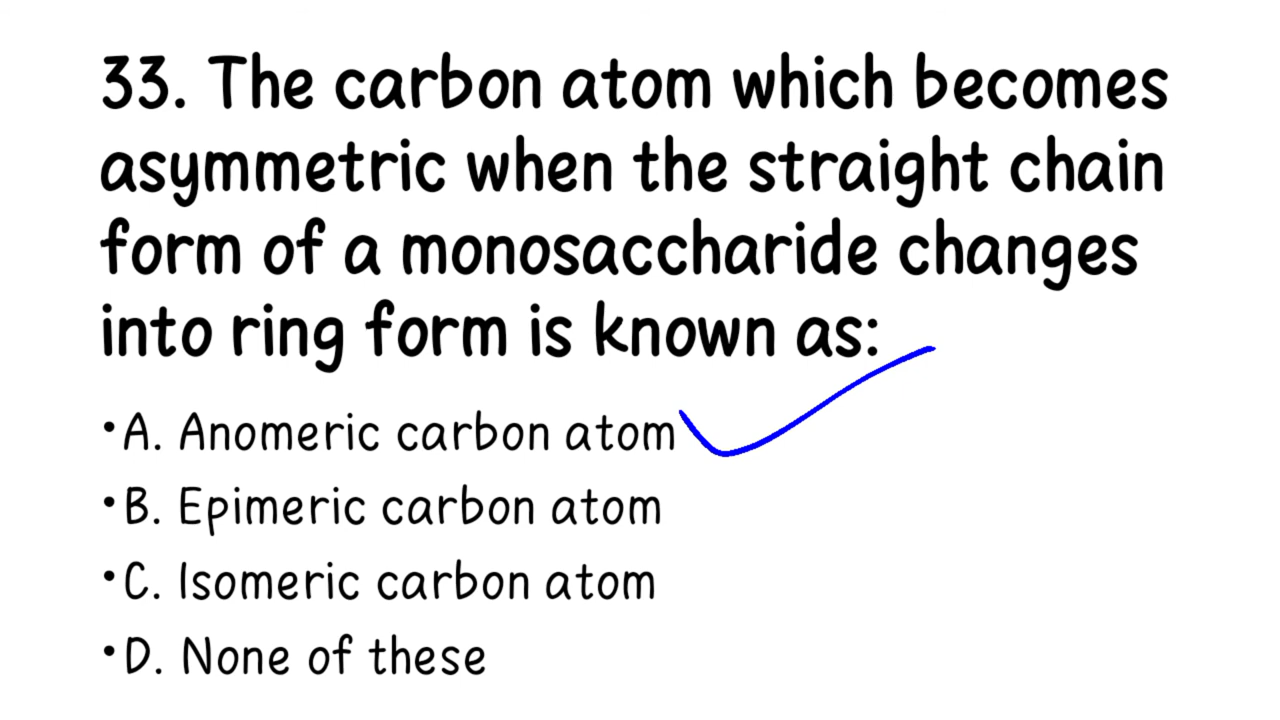 33. The carbon atom which becomes
asymmetric when the straight chain
form of a monosaccharide changes
into ring form is known as:
•A. Anomeric carbon atom
•B. Epimeric carbon atom
•C. Isomeric carbon atom
•D. None of these